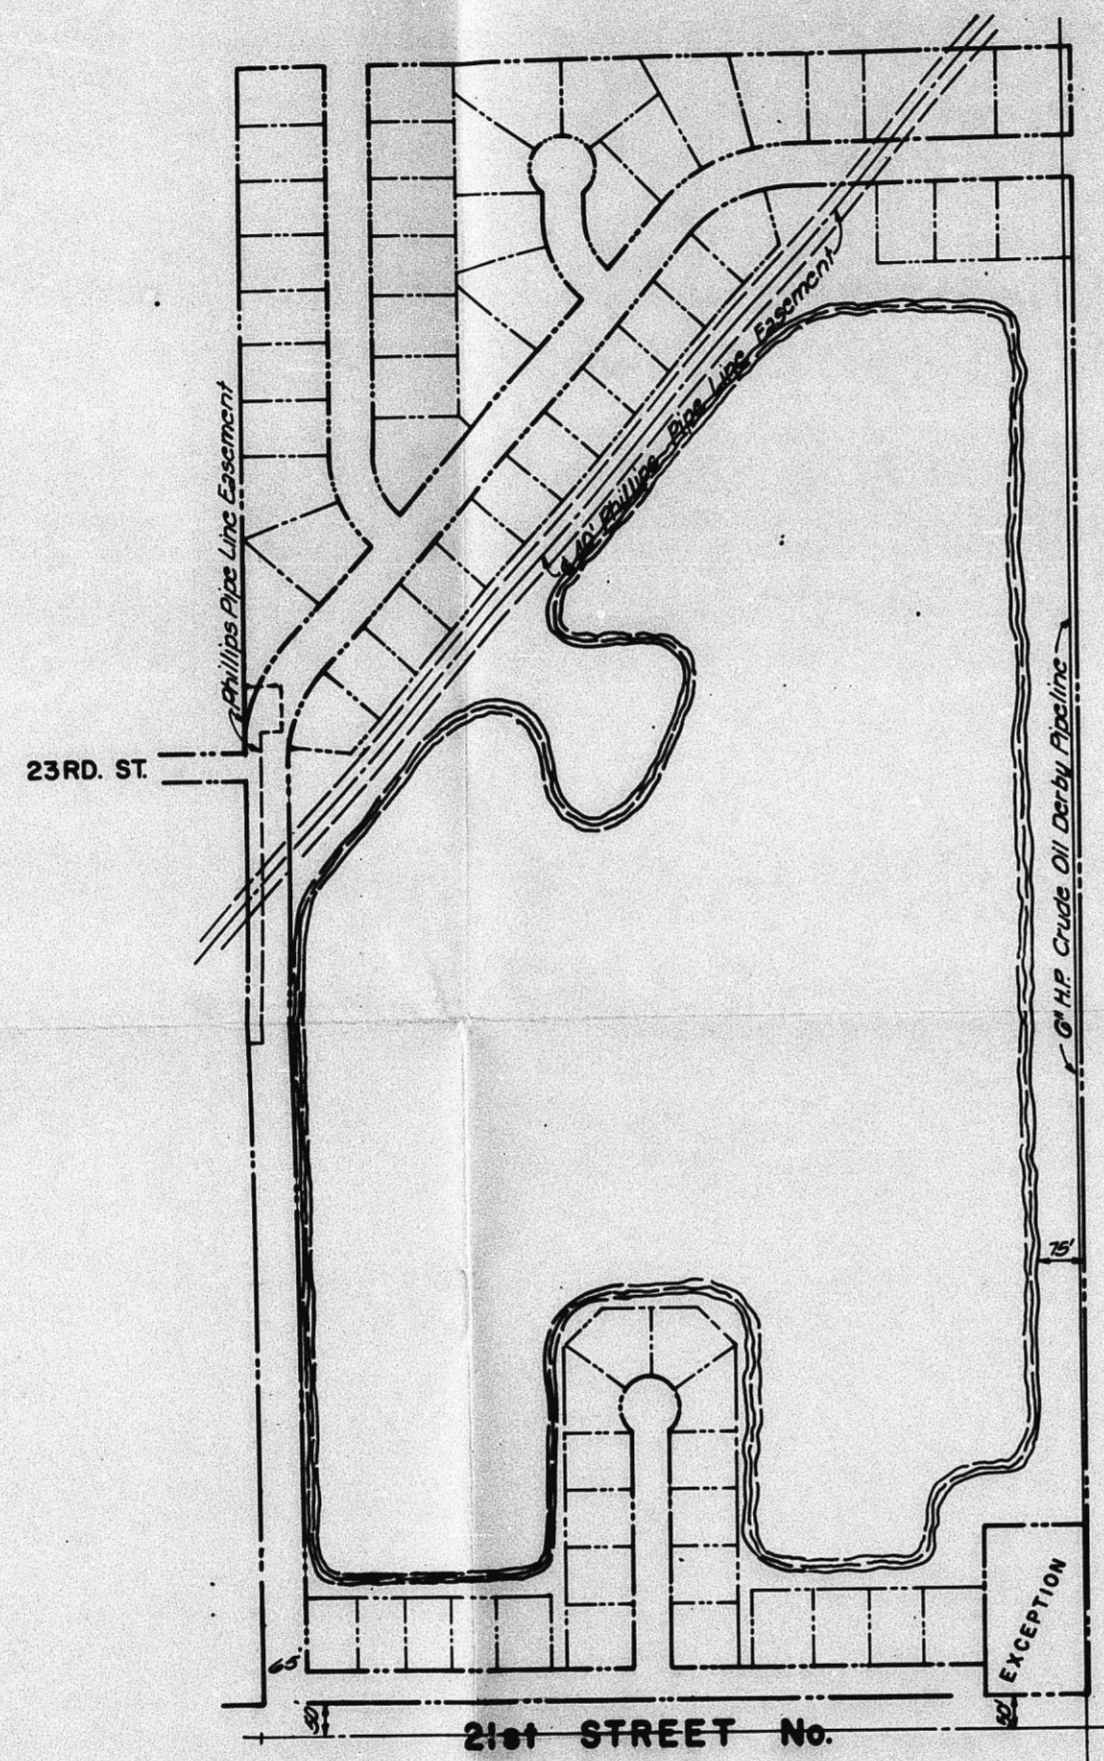 Phillips Pipe Line Easement
40' Phillips Pipe Line Easement
23RD. ST.
6" H.P. Crude Oil Derby Pipeline
75'
EXCEPTION
65'
50'
50'
21st STREET No.